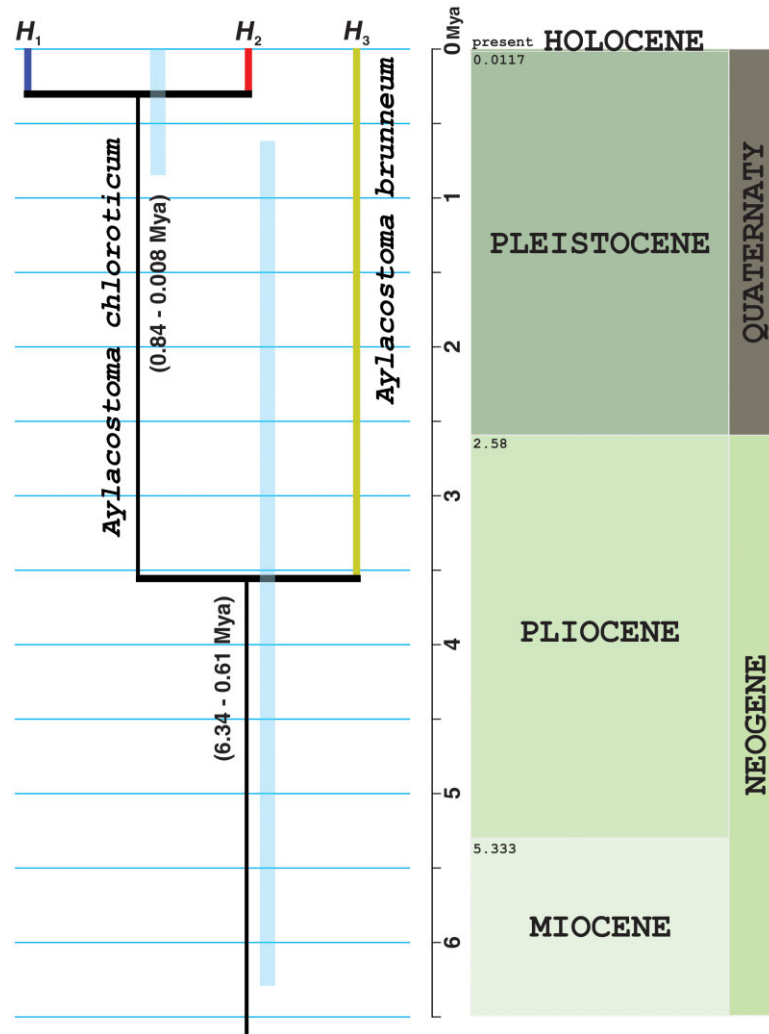 H1
H2
H3
0 Mya
present HOLOCENE
0.0117
Aylacostoma chloroticum
(0.84 - 0.008 Mya)
Aylacostoma brunneum
1
PLEISTOCENE
QUATERNATY
2
2.58
3
(6.34 - 0.61 Mya)
4
PLIOCENE
NEOGENE
5
5.333
MIOCENE
6